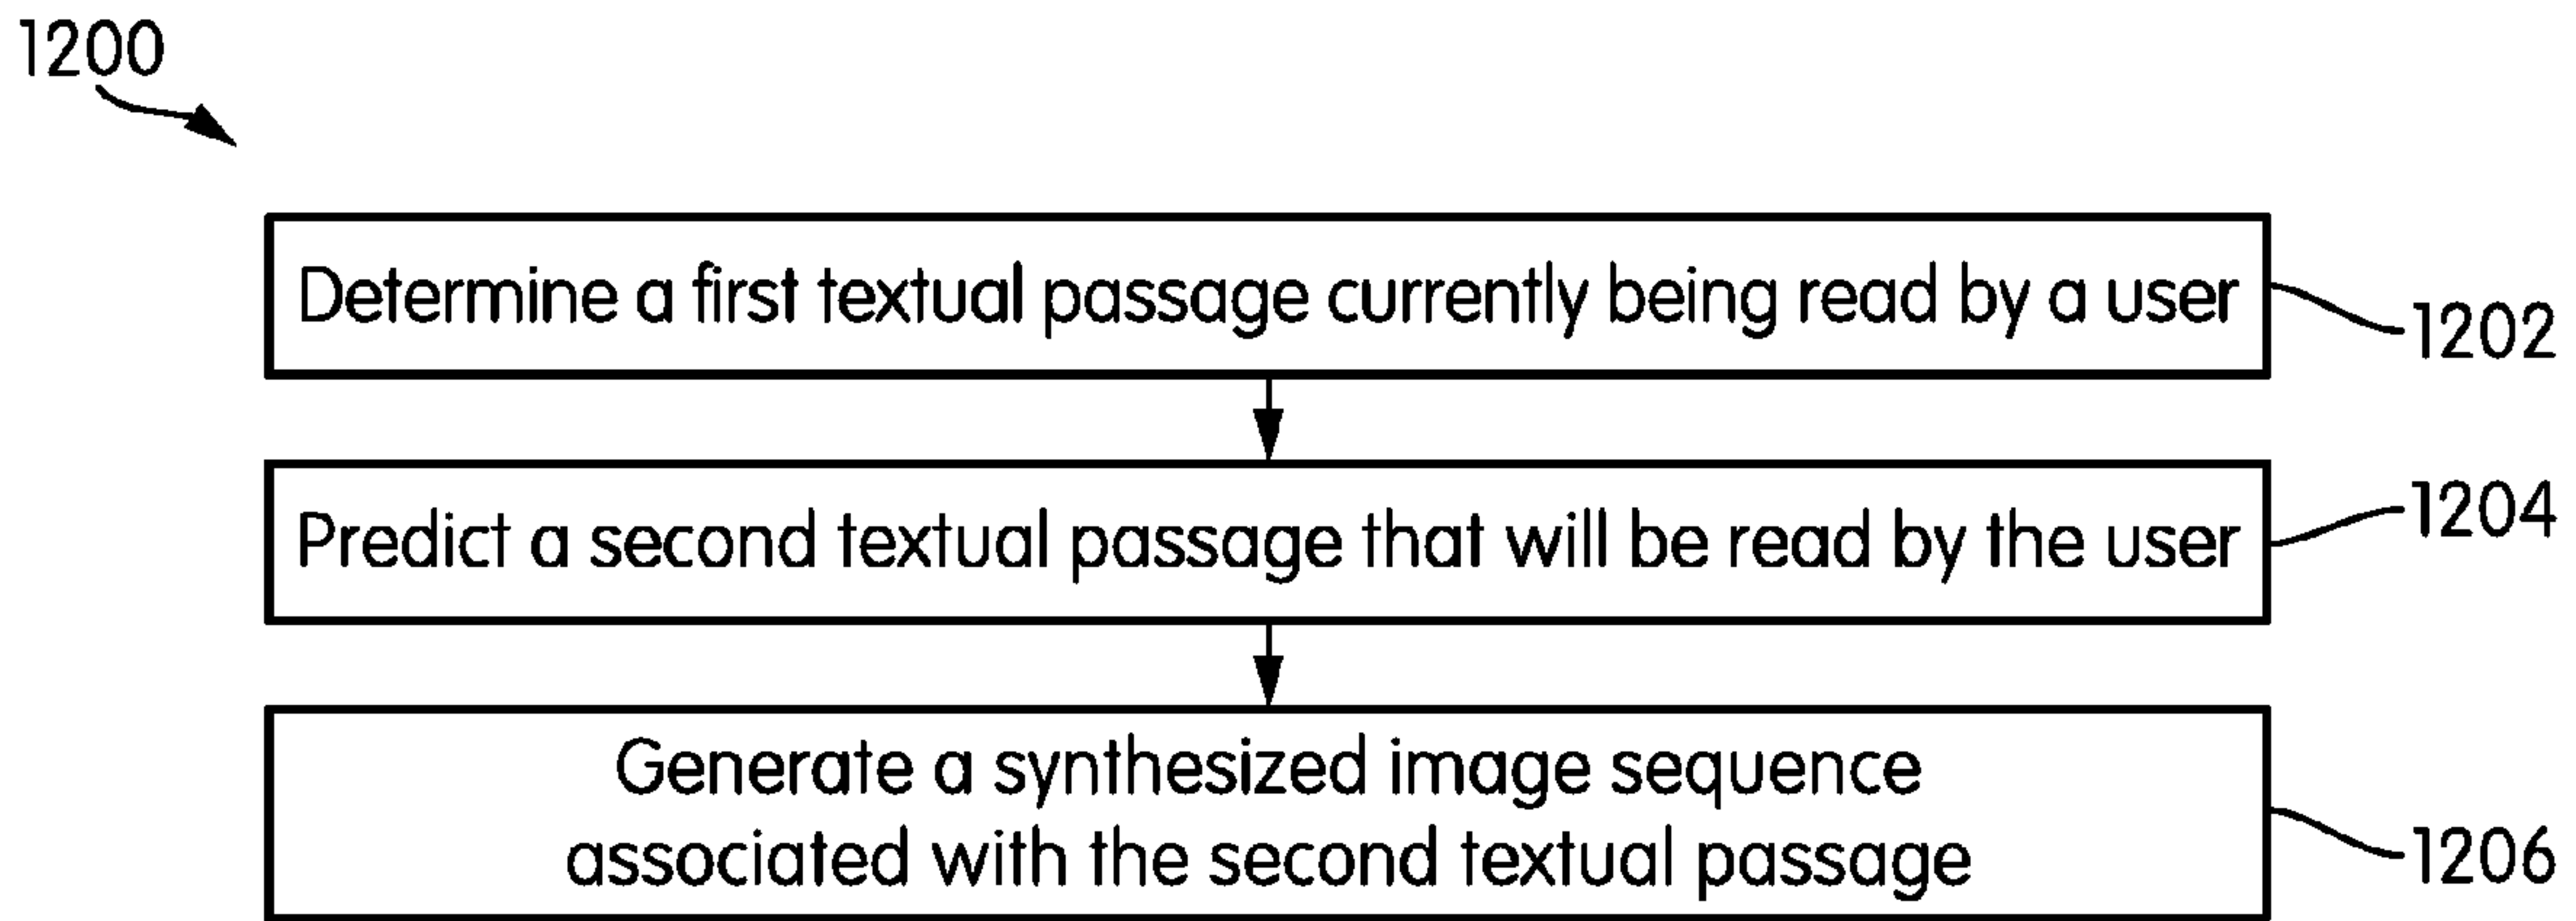 1200
Determine a first textual passage currently being read by a user
1202
Predict a second textual passage that will be read by the user
1204
Generate a synthesized image sequence
associated with the second textual passage
1206